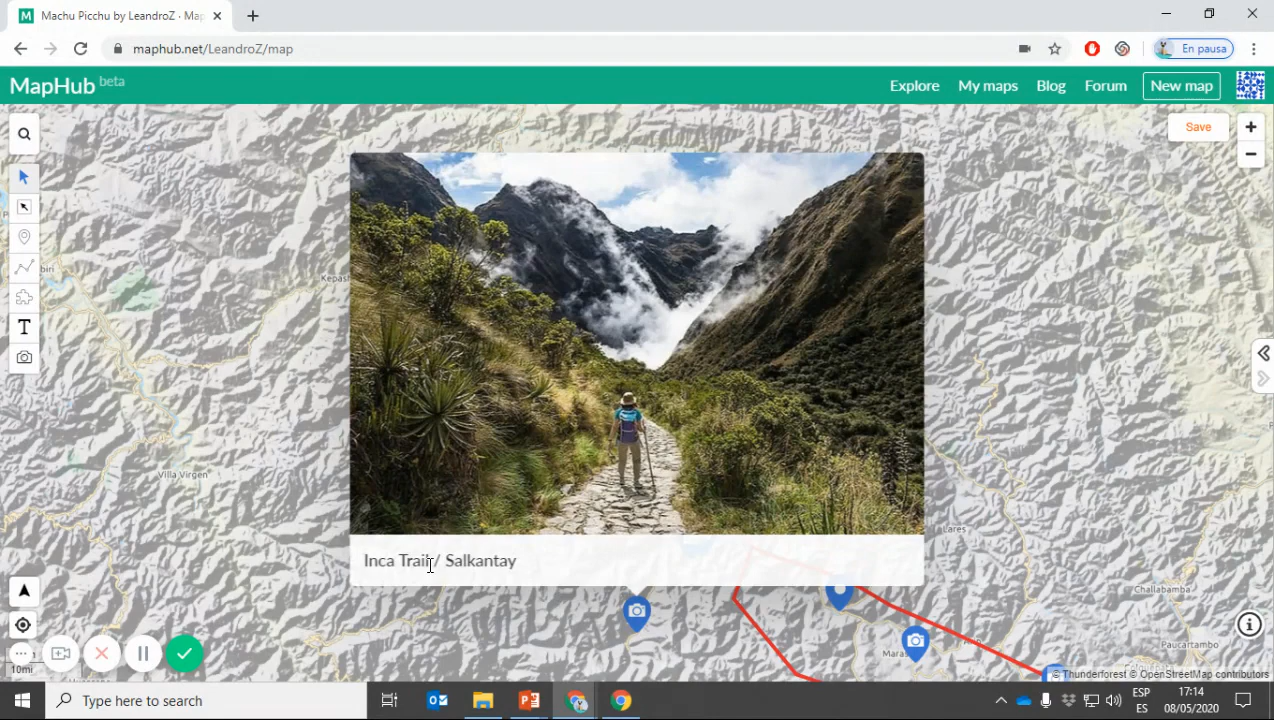 Machu Picchu by LeandroZ · Map
maphub.net/LeandroZ/map
En pausa
MapHub beta
Explore
My maps
Blog
Forum
New map
Save
Kepash
Villa Virgen
Lares
Inca Trail/ Salkantay
Challabamba
Maras
Paucartambo
10mi
© Thunderforest © OpenStreetMap contributors
Type here to search
ESP
ES
17:14
08/05/2020